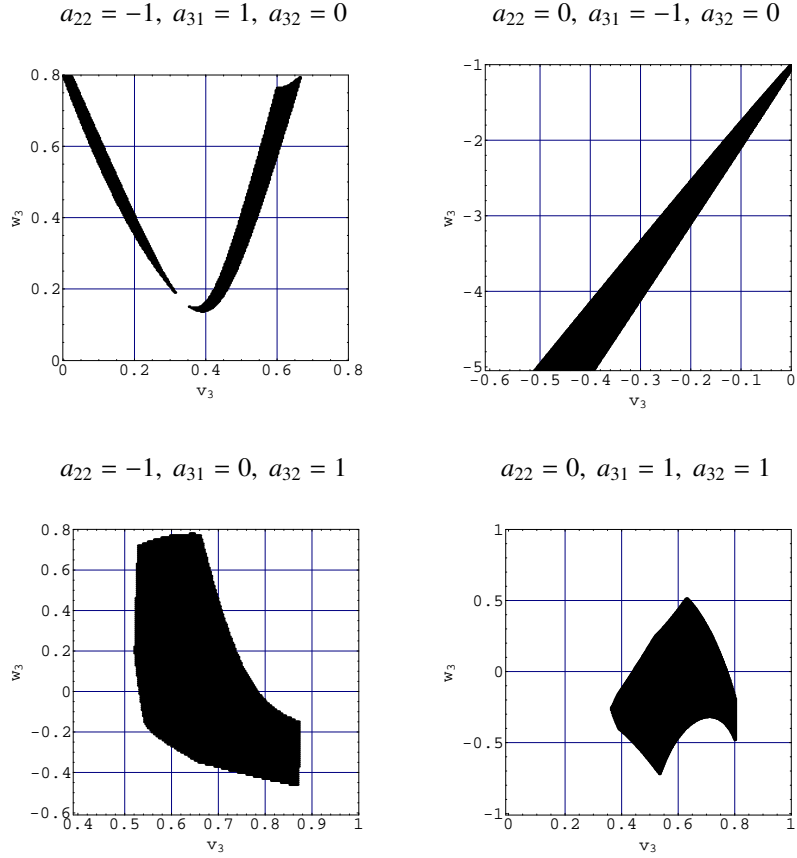 a22 = −1, a31 = 1, a32 = 0
0.8
0.6
0.4
0.2
0
w3
0 0.2 0.4 0.6 0.8
v3
a22 = 0, a31 = −1, a32 = 0
-1
-2
-3
-4
-5
w3
-0.6 -0.5 -0.4 -0.3 -0.2 -0.1 0
v3
a22 = −1, a31 = 0, a32 = 1
0.8
0.6
0.4
0.2
0
-0.2
-0.4
-0.6
w3
0.4 0.5 0.6 0.7 0.8 0.9 1
v3
a22 = 0, a31 = 1, a32 = 1
1
0.5
0
-0.5
-1
w3
0 0.2 0.4 0.6 0.8 1
v3